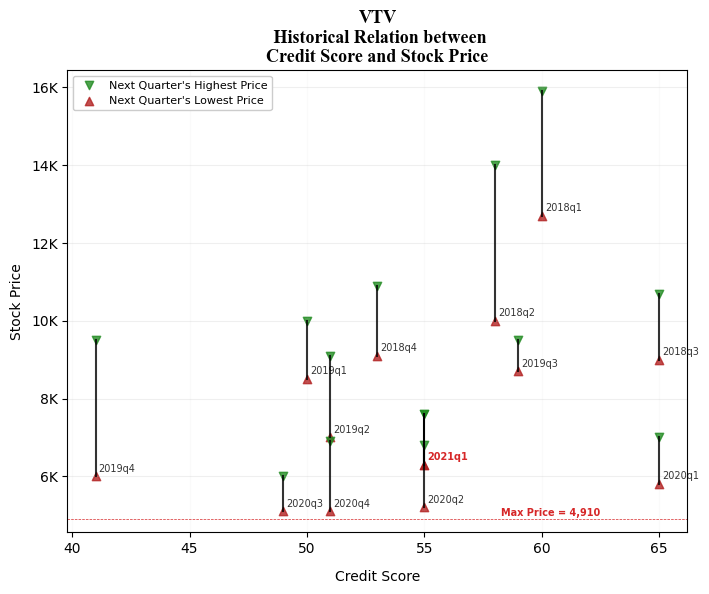 VTV
Historical Relation between
Credit Score and Stock Price
Next Quarter's Highest Price
Next Quarter's Lowest Price
16K
14K
12K
10K
8K
6K
Stock Price
2018q1
2018q2
2018q3
2018q4
2019q3
2019q1
2019q2
2021q1
2019q4
2020q1
2020q2
2020q3
2020q4
Max Price = 4,910
40
45
50
55
60
65
Credit Score